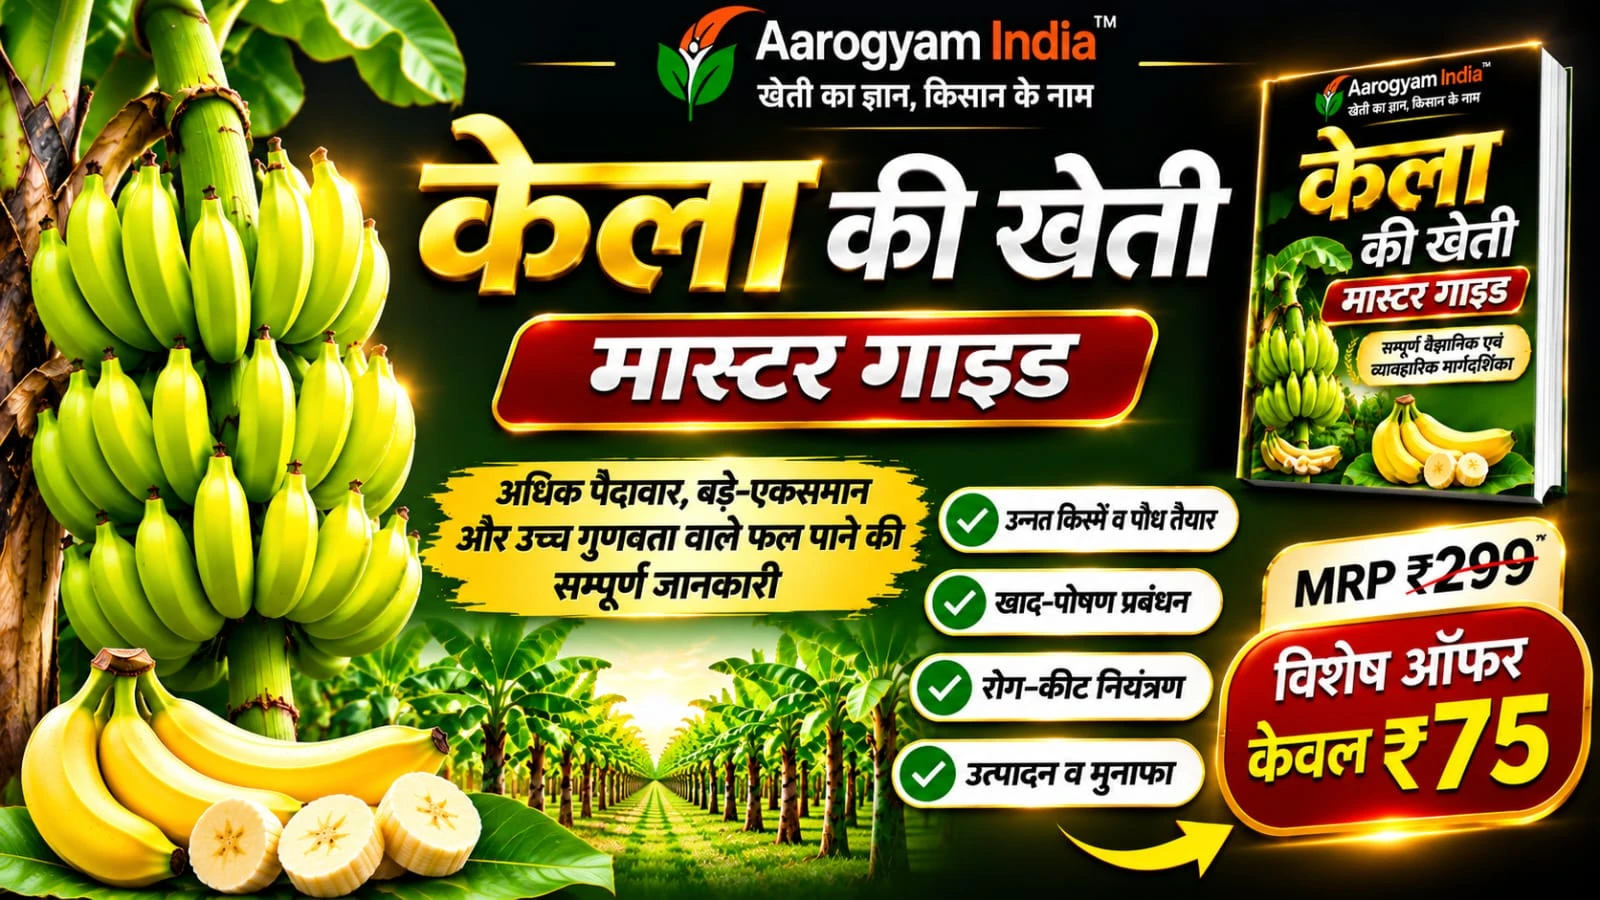 Aarogyam India™
खेती का ज्ञान, किसान के नाम
केला की खेती
मास्टर गाइड
अधिक पैदावार, बड़े-एकसमान
और उच्च गुणवता वाले फल पाने की
सम्पूर्ण जानकारी
उन्नत किस्में व पौध तैयार
खाद-पोषण प्रबंधन
रोग-कीट नियंत्रण
उत्पादन व मुनाफा
Aarogyam India™
खेती का ज्ञान, किसान के नाम
केला
की खेती
मास्टर गाइड
सम्पूर्ण वैज्ञानिक एवं
व्यावहारिक मार्गदर्शिका
MRP ₹299
विशेष ऑफर
केवल ₹75